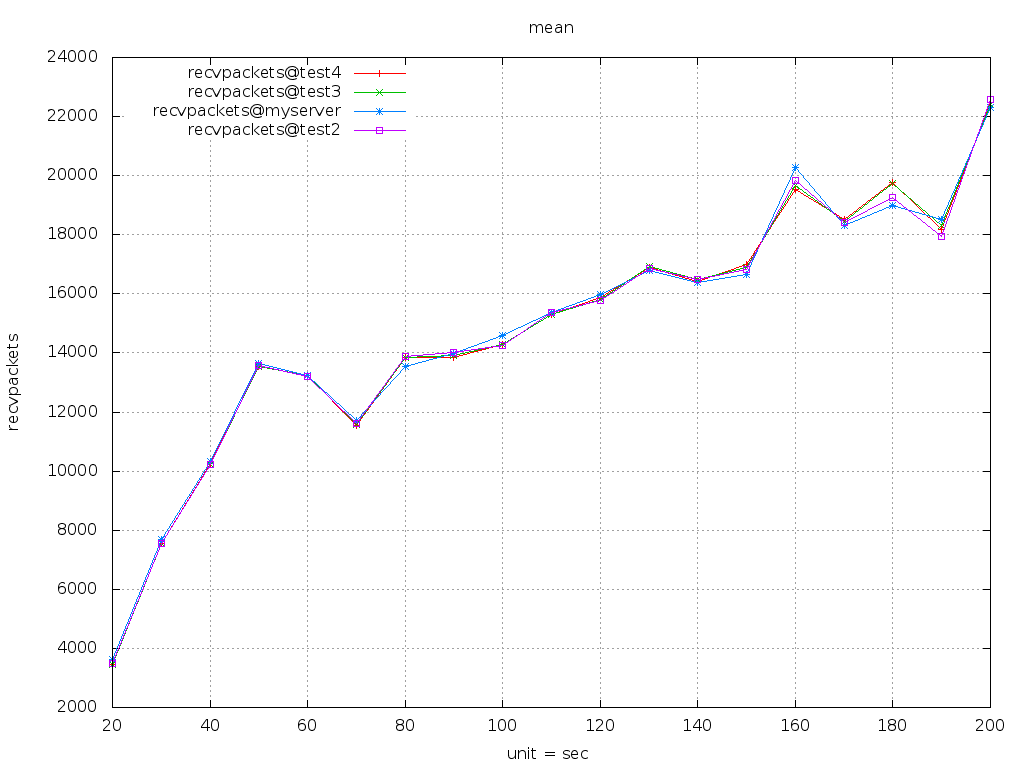 mean
24000
22000
20000
18000
16000
14000
12000
10000
8000
6000
4000
2000
recvpackets@test4
recvpackets@test3
recvpackets@myserver
recvpackets@test2
recvpackets
20 40 60 80 100 120 140 160 180 200
unit = sec